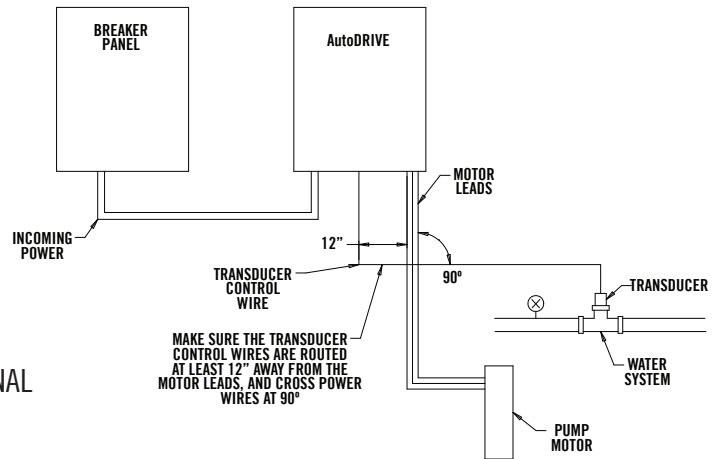 BREAKER
PANEL
AutoDRIVE
MOTOR
LEADS
INCOMING
POWER
12”
90º
TRANSDUCER
CONTROL
WIRE
TRANSDUCER
MAKE SURE THE TRANSDUCER
CONTROL WIRES ARE ROUTED
AT LEAST 12” AWAY FROM THE
MOTOR LEADS, AND CROSS POWER
WIRES AT 90º
WATER
SYSTEM
NAL
PUMP
MOTOR